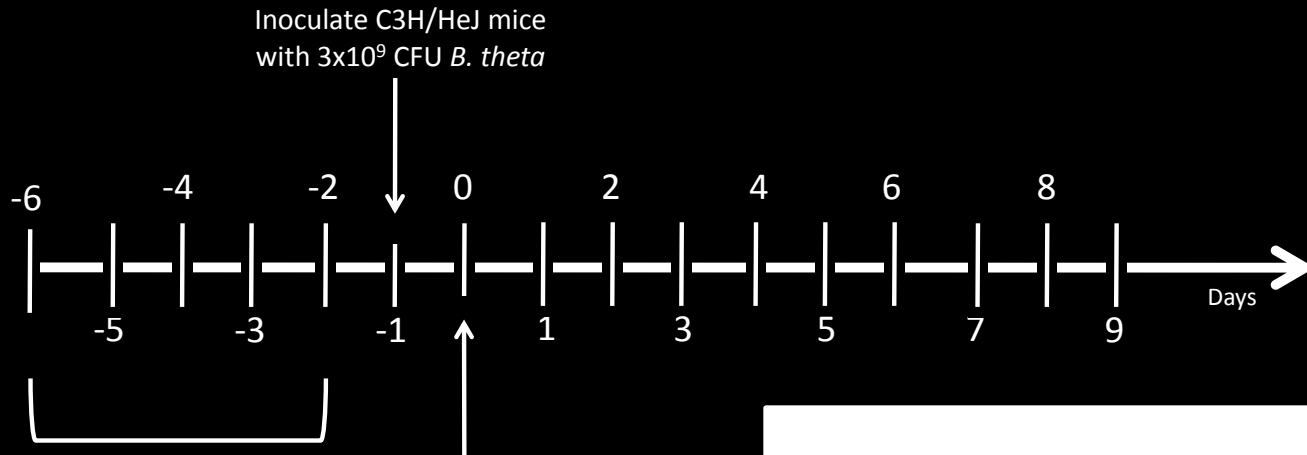 Inoculate C3H/HeJ mice
with 3x10⁹ CFU B. theta
-6 -4 -2 0 2 4 6 8
Days
-5 -3 -1 1 3 5 7 9